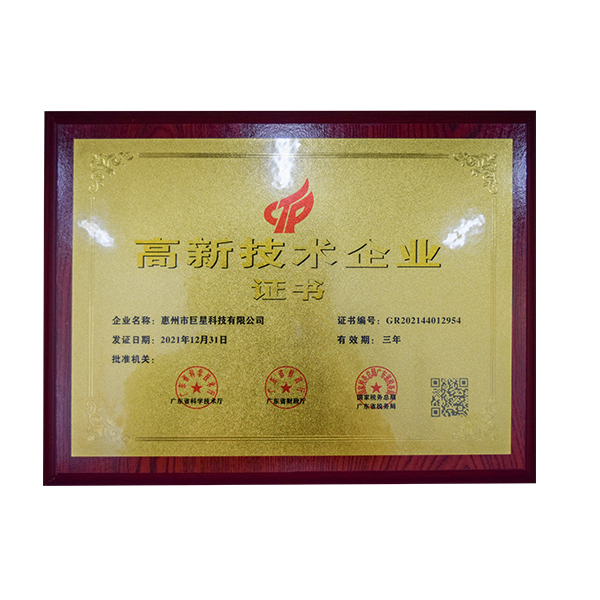 高新技术企业
证书
企业名称：惠州市巨星科技有限公司
证书编号：GR202144012954
发证日期：2021年12月31日
有效期：三年
批准机关：
广东省科学技术厅
广东省财政厅
国家税务总局
广东省税务局